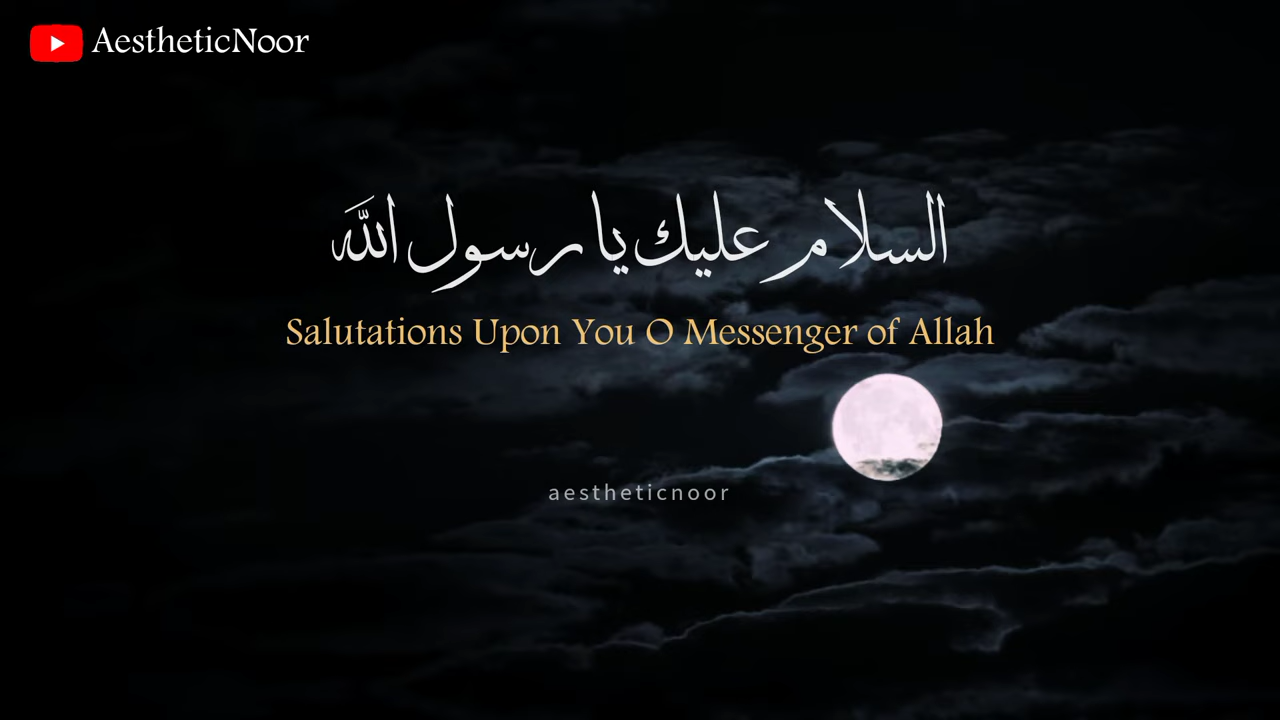 AestheticNoor
السلام عليك يا رسول الله
Salutations Upon You O Messenger of Allah
aestheticnoor